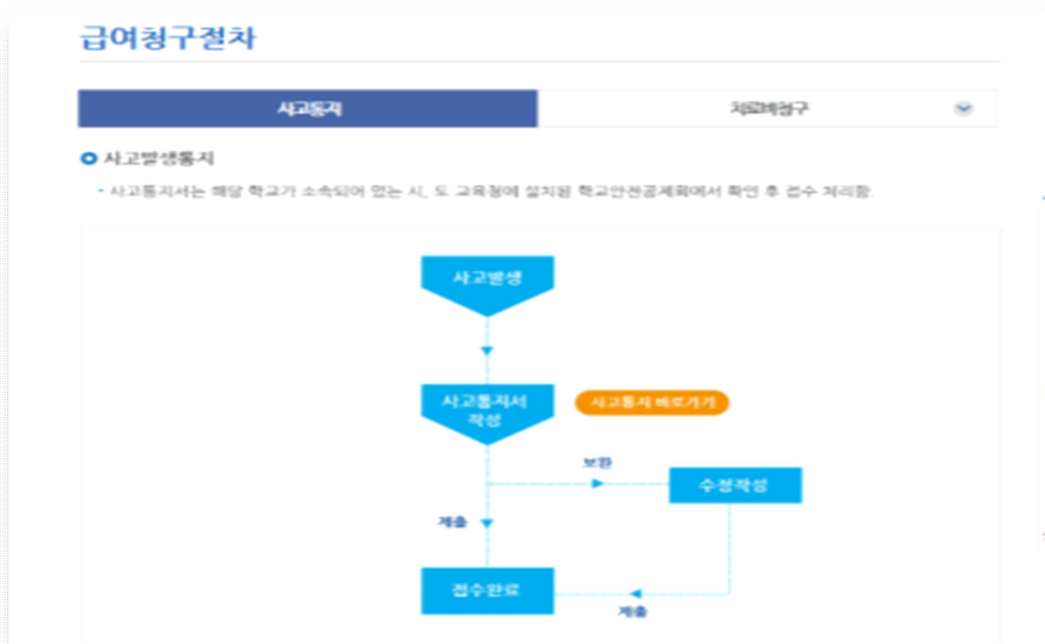 급여청구절차
사고통지
치료비청구
사고발생통지
- 사고통지서는 해당 학교가 소속되어 있는 시, 도 교육청에 설치된 학교안전공제회에서 확인 후 접수 처리함.
사고발생
사고통지서
작성
사고통지 바로가기
보완
수정작성
제출
접수완료
제출